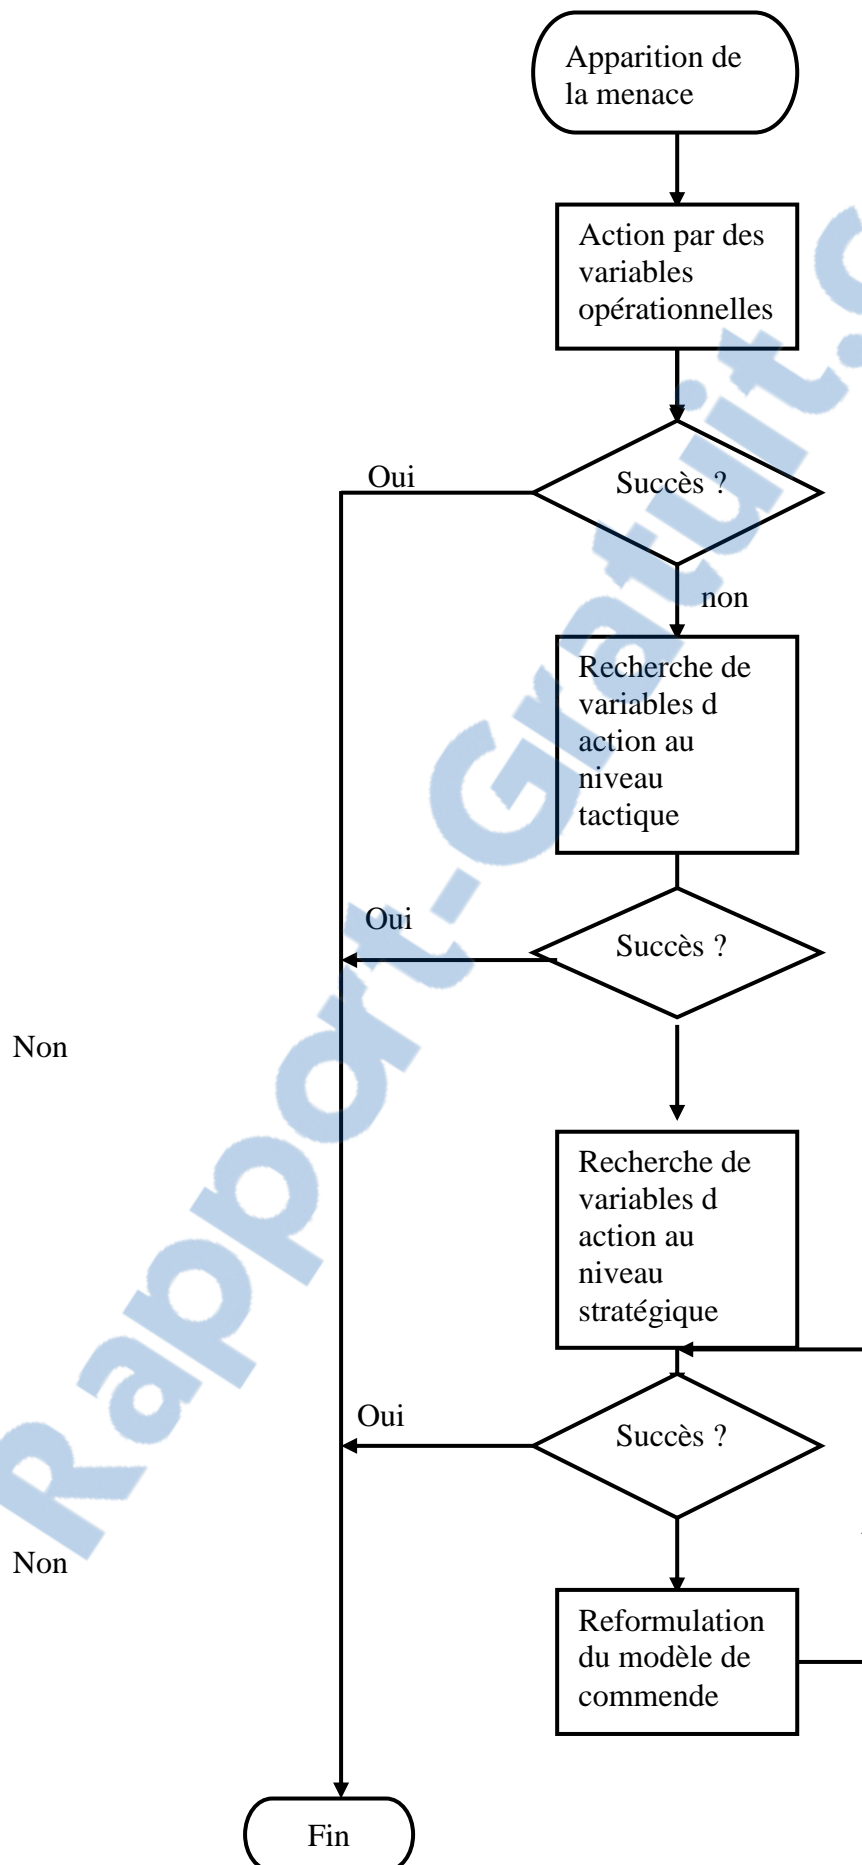 Apparition de
la menace
Action par des
variables
opérationnelles
Succès ?
Oui
non
Recherche de
variables d
action au
niveau
tactique
Oui
Succès ?
Non
Recherche de
variables d
action au
niveau
stratégique
Oui
Succès ?
Non
Reformulation
du modèle de
commende
Fin
Rapport-Gratuit.c